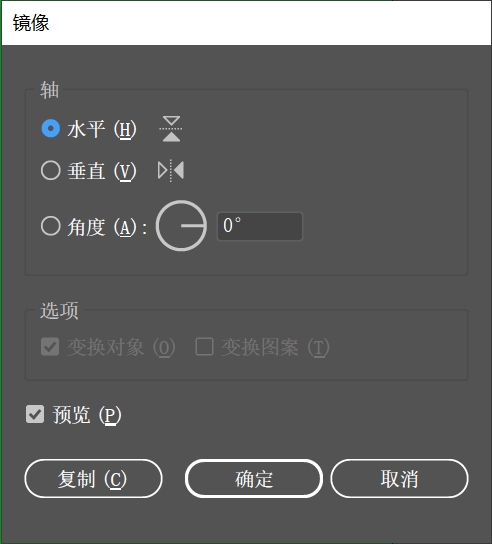 镜像
轴
水平 (H)
垂直 (V)
角度 (A):
0°
选项
变换对象 (O) 变换图案 (T)
预览 (P)
复制 (C) 确定 取消